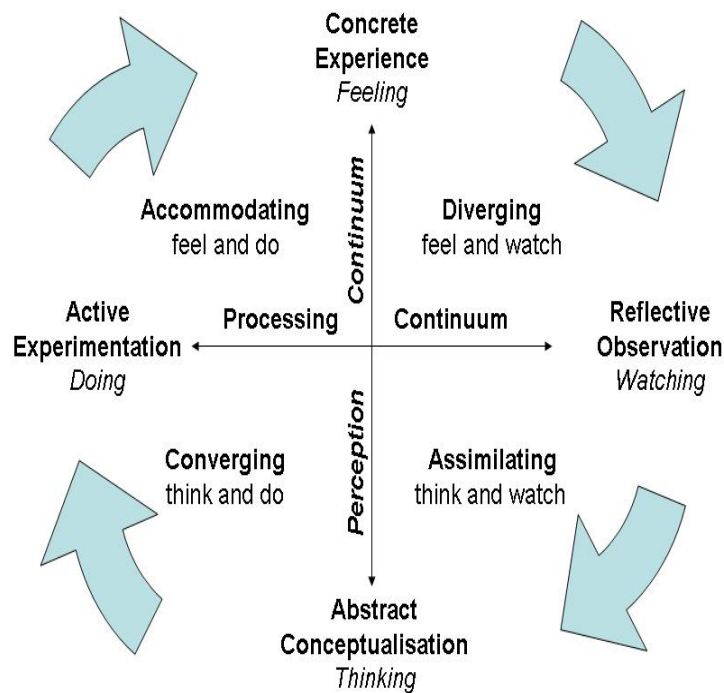 Concrete
Experience
Feeling
Accommodating
feel and do
Continuum
Diverging
feel and watch
Active
Experimentation
Doing
Processing
Continuum
Reflective
Observation
Watching
Converging
think and do
Perception
Assimilating
think and watch
Abstract
Conceptualisation
Thinking